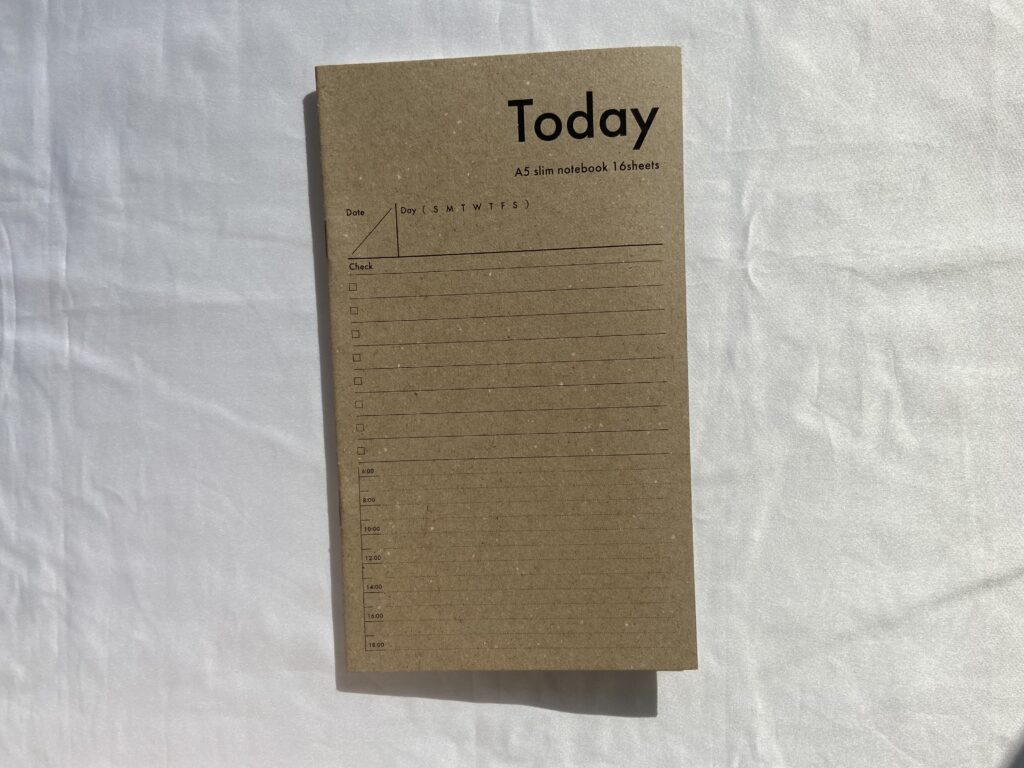 Today
A5 slim notebook 16sheets
Date Day ( S M T W T F S )
Check
6:00
8:00
10:00
12:00
14:00
16:00
18:00